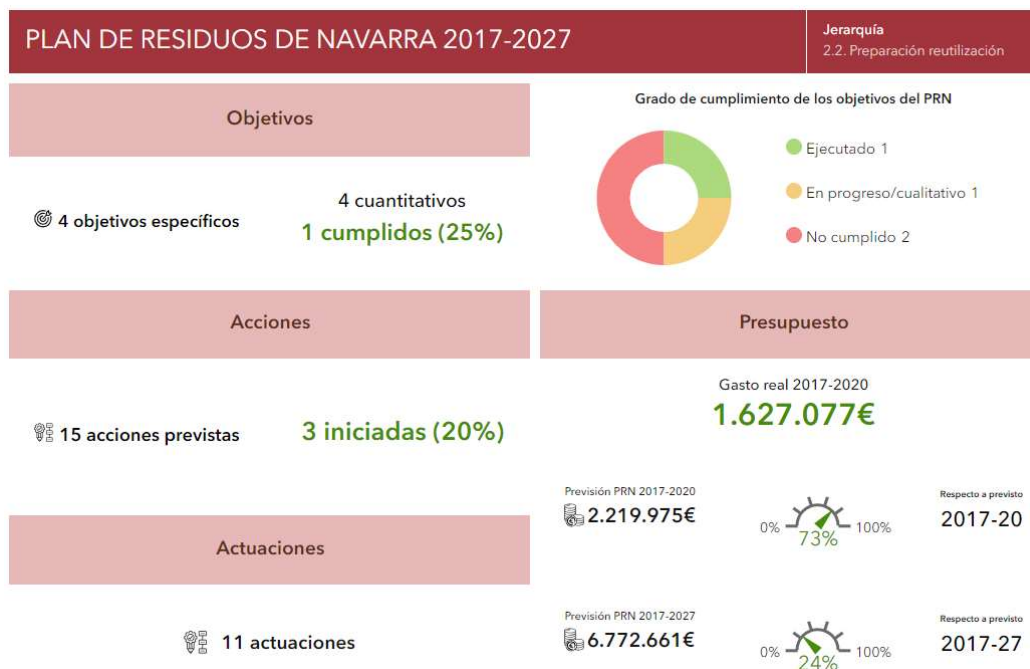 PLAN DE RESIDUOS DE NAVARRA 2017-2027
Jerarquía
2.2. Preparación reutilización
Objetivos
4 objetivos específicos
4 cuantitativos
1 cumplidos (25%)
Grado de cumplimiento de los objetivos del PRN
Ejecutado 1
En progreso/cualitativo 1
No cumplido 2
Acciones
15 acciones previstas
3 iniciadas (20%)
Actuaciones
11 actuaciones
Presupuesto
Gasto real 2017-2020
1.627.077€
Previsión PRN 2017-2020
2.219.975€
0%
100%
73%
Respecto a previsto
2017-20
Previsión PRN 2017-2027
6.772.661€
0%
100%
24%
Respecto a previsto
2017-27